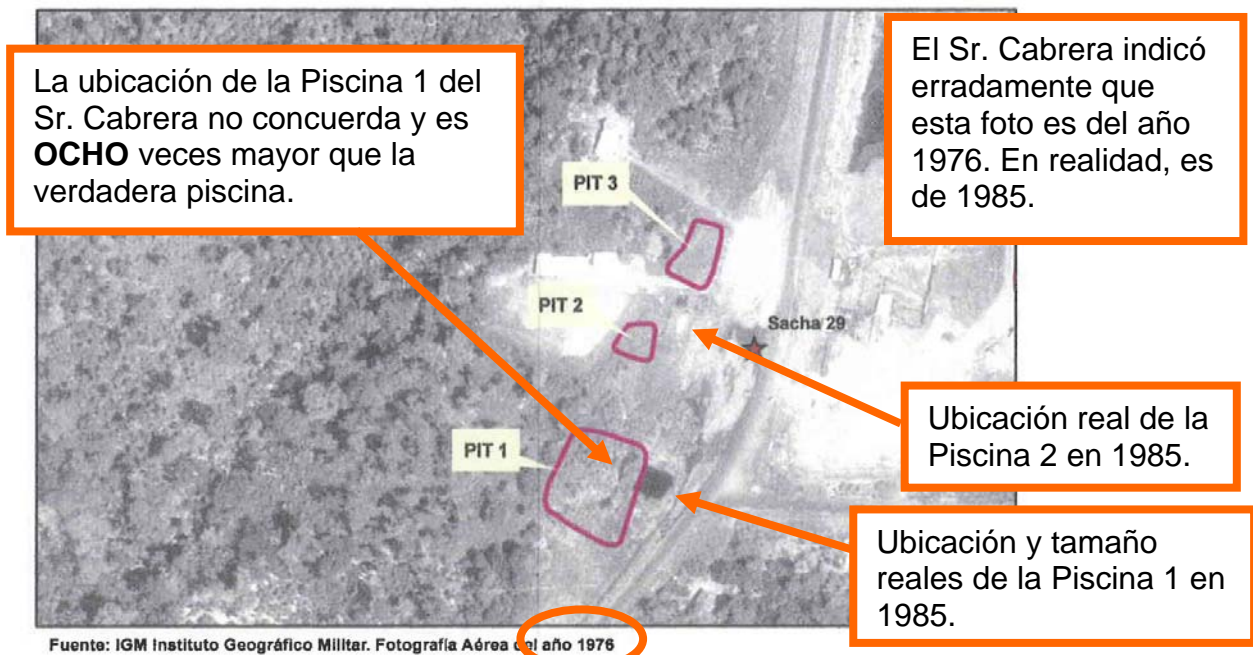 La ubicación de la Piscina 1 del
Sr. Cabrera no concuerda y es
OCHO veces mayor que la
verdadera piscina.
El Sr. Cabrera indicó
erradamente que
esta foto es del año
1976. En realidad, es
de 1985.
PIT 3
PIT 2
Sacha 29
PIT 1
Ubicación real de la
Piscina 2 en 1985.
Ubicación y tamaño
reales de la Piscina 1 en
1985.
Fuente: IGM Instituto Geográfico Militar. Fotografía Aérea del año 1976